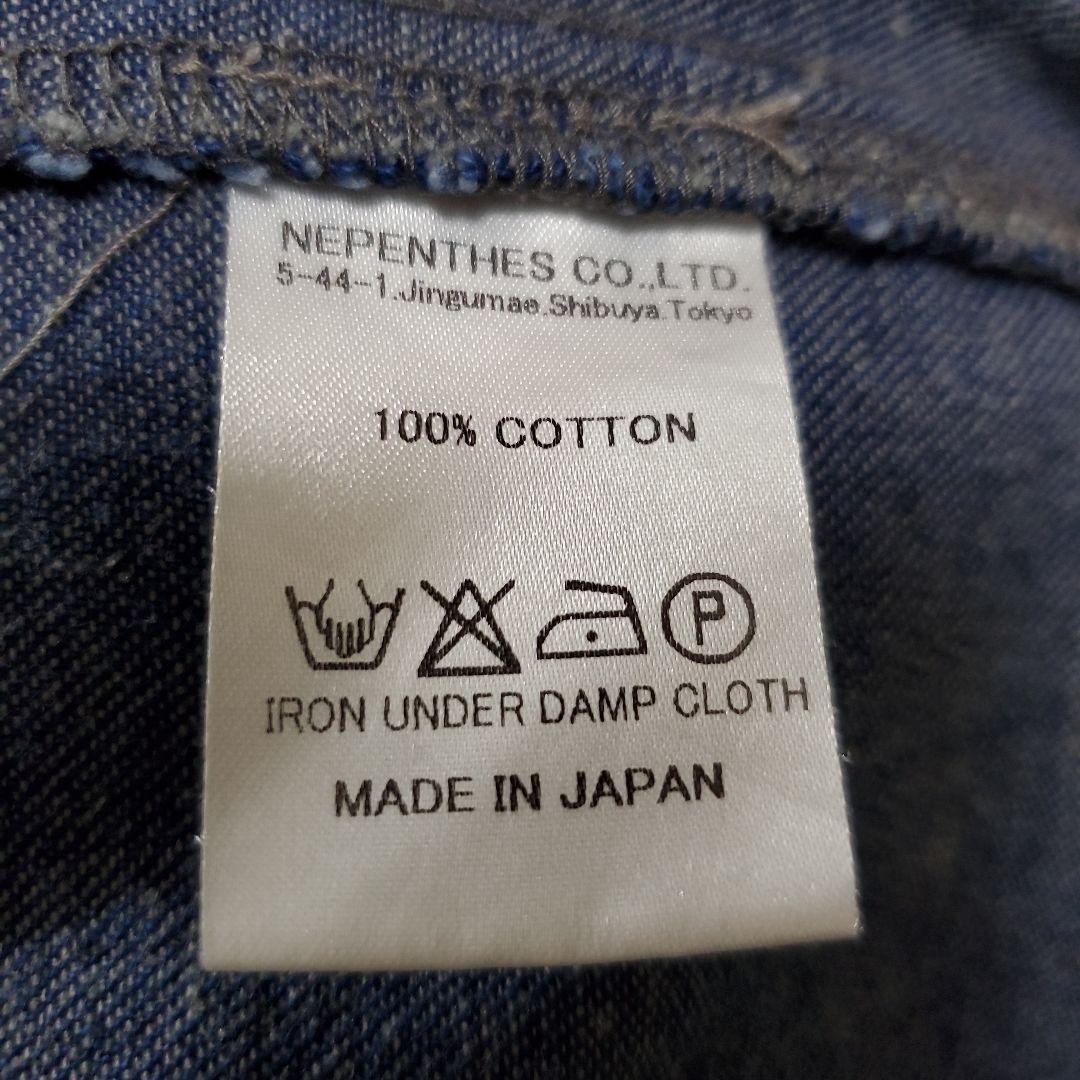 NEPENTHES CO.,LTD.
5-44-1.Jingumae.Shibuya.Tokyo
100% COTTON
P
IRON UNDER DAMP CLOTH
MADE IN JAPAN